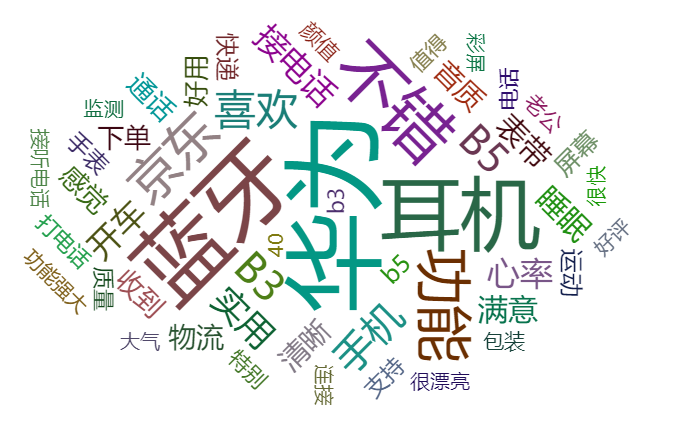 颜值
值得
彩屏
快递
接电话
不错
音质
电话
通话
好用
喜欢
老公
监测
下单
京东
华为
B5
表带
屏幕
接听电话
手表
感觉
蓝牙
b3
耳机
睡眠
很快
打电话
开车
B3
40
b5
功能
心率
运动
好评
功能强大
质量
收到
实用
清晰
手机
满意
大气
物流
特别
连接
支持
很漂亮
包装